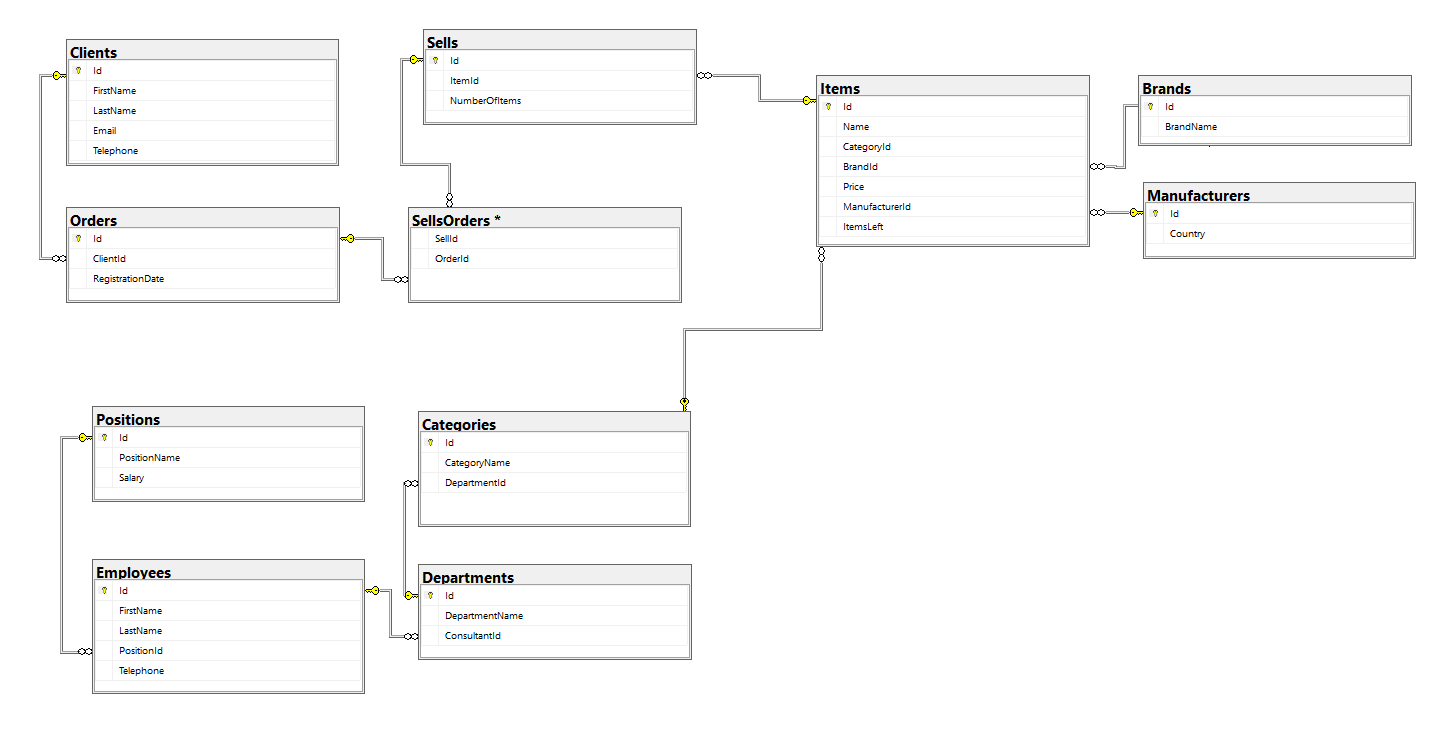 Clients
Id
FirstName
LastName
Email
Telephone
Sells
Id
ItemId
NumberOfItems
Items
Id
Name
CategoryId
BrandId
Price
ManufacturerId
ItemsLeft
Brands
Id
BrandName
Manufacturers
Id
Country
Orders
Id
ClientId
RegistrationDate
SellsOrders *
SellId
OrderId
Positions
Id
PositionName
Salary
Categories
Id
CategoryName
DepartmentId
Employees
Id
FirstName
LastName
PositionId
Telephone
Departments
Id
DepartmentName
ConsultantId